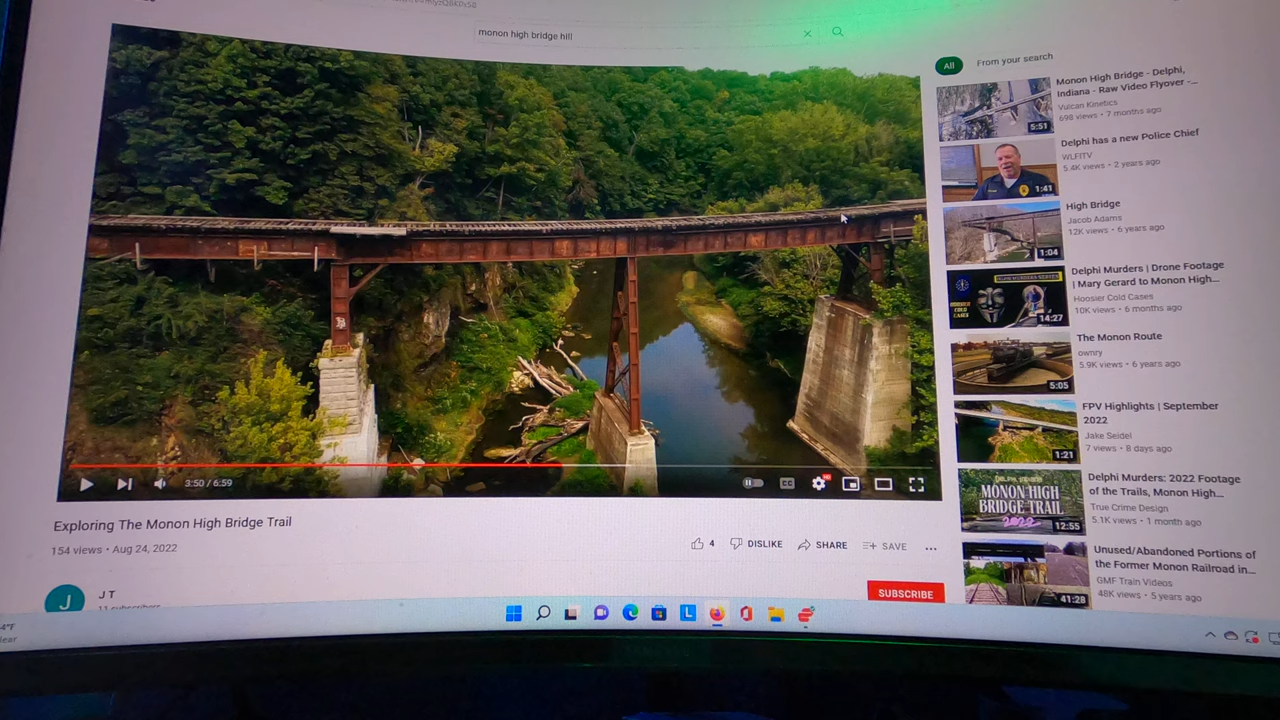 monon high bridge hill
All
From your search
Monon High Bridge - Delphi,
Indiana - Raw Video Flyover -...
Vulcan Kinetics
698 views • 7 months ago
5:51
Delphi has a new Police Chief
WLFITV
5.4K views • 2 years ago
1:41
High Bridge
Jacob Adams
12K views • 6 years ago
1:04
Delphi Murders | Drone Footage
| Mary Gerard to Monon High...
Hoosier Cold Cases
10K views • 6 months ago
HOOSIER
COLD
CASES
14:27
The Monon Route
ownry
5.9K views • 6 years ago
5:05
FPV Highlights | September
2022
Jake Seidel
7 views • 8 days ago
1:21
Delphi Murders: 2022 Footage
of the Trails, Monon High...
True Crime Design
5.1K views • 1 month ago
MONON HIGH
BRIDGE TRAIL
2022
12:55
Unused/Abandoned Portions of
the Former Monon Railroad in...
GMF Train Videos
48K views • 5 years ago
41:28
3:50 / 6:59
CC
Exploring The Monon High Bridge Trail
154 views • Aug 24, 2022
4
DISLIKE
SHARE
SAVE
J
J T
11 subscribers
SUBSCRIBE
L